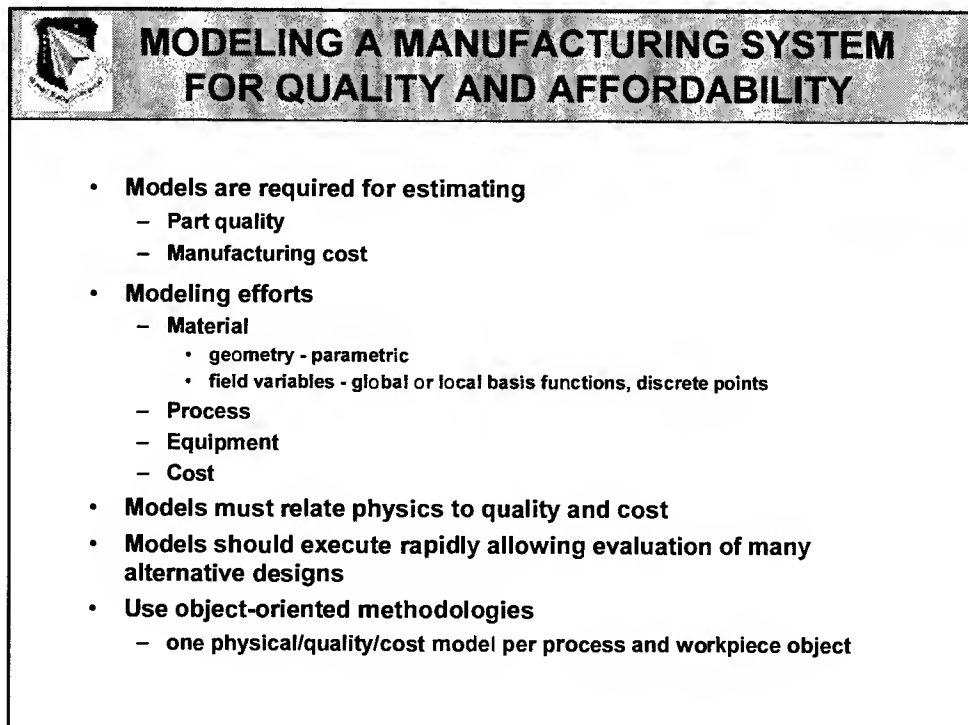 MODELING A MANUFACTURING SYSTEM
FOR QUALITY AND AFFORDABILITY
• Models are required for estimating
– Part quality
– Manufacturing cost
• Modeling efforts
– Material
• geometry - parametric
• field variables - global or local basis functions, discrete points
– Process
– Equipment
– Cost
• Models must relate physics to quality and cost
• Models should execute rapidly allowing evaluation of many
alternative designs
• Use object-oriented methodologies
– one physical/quality/cost model per process and workpiece object